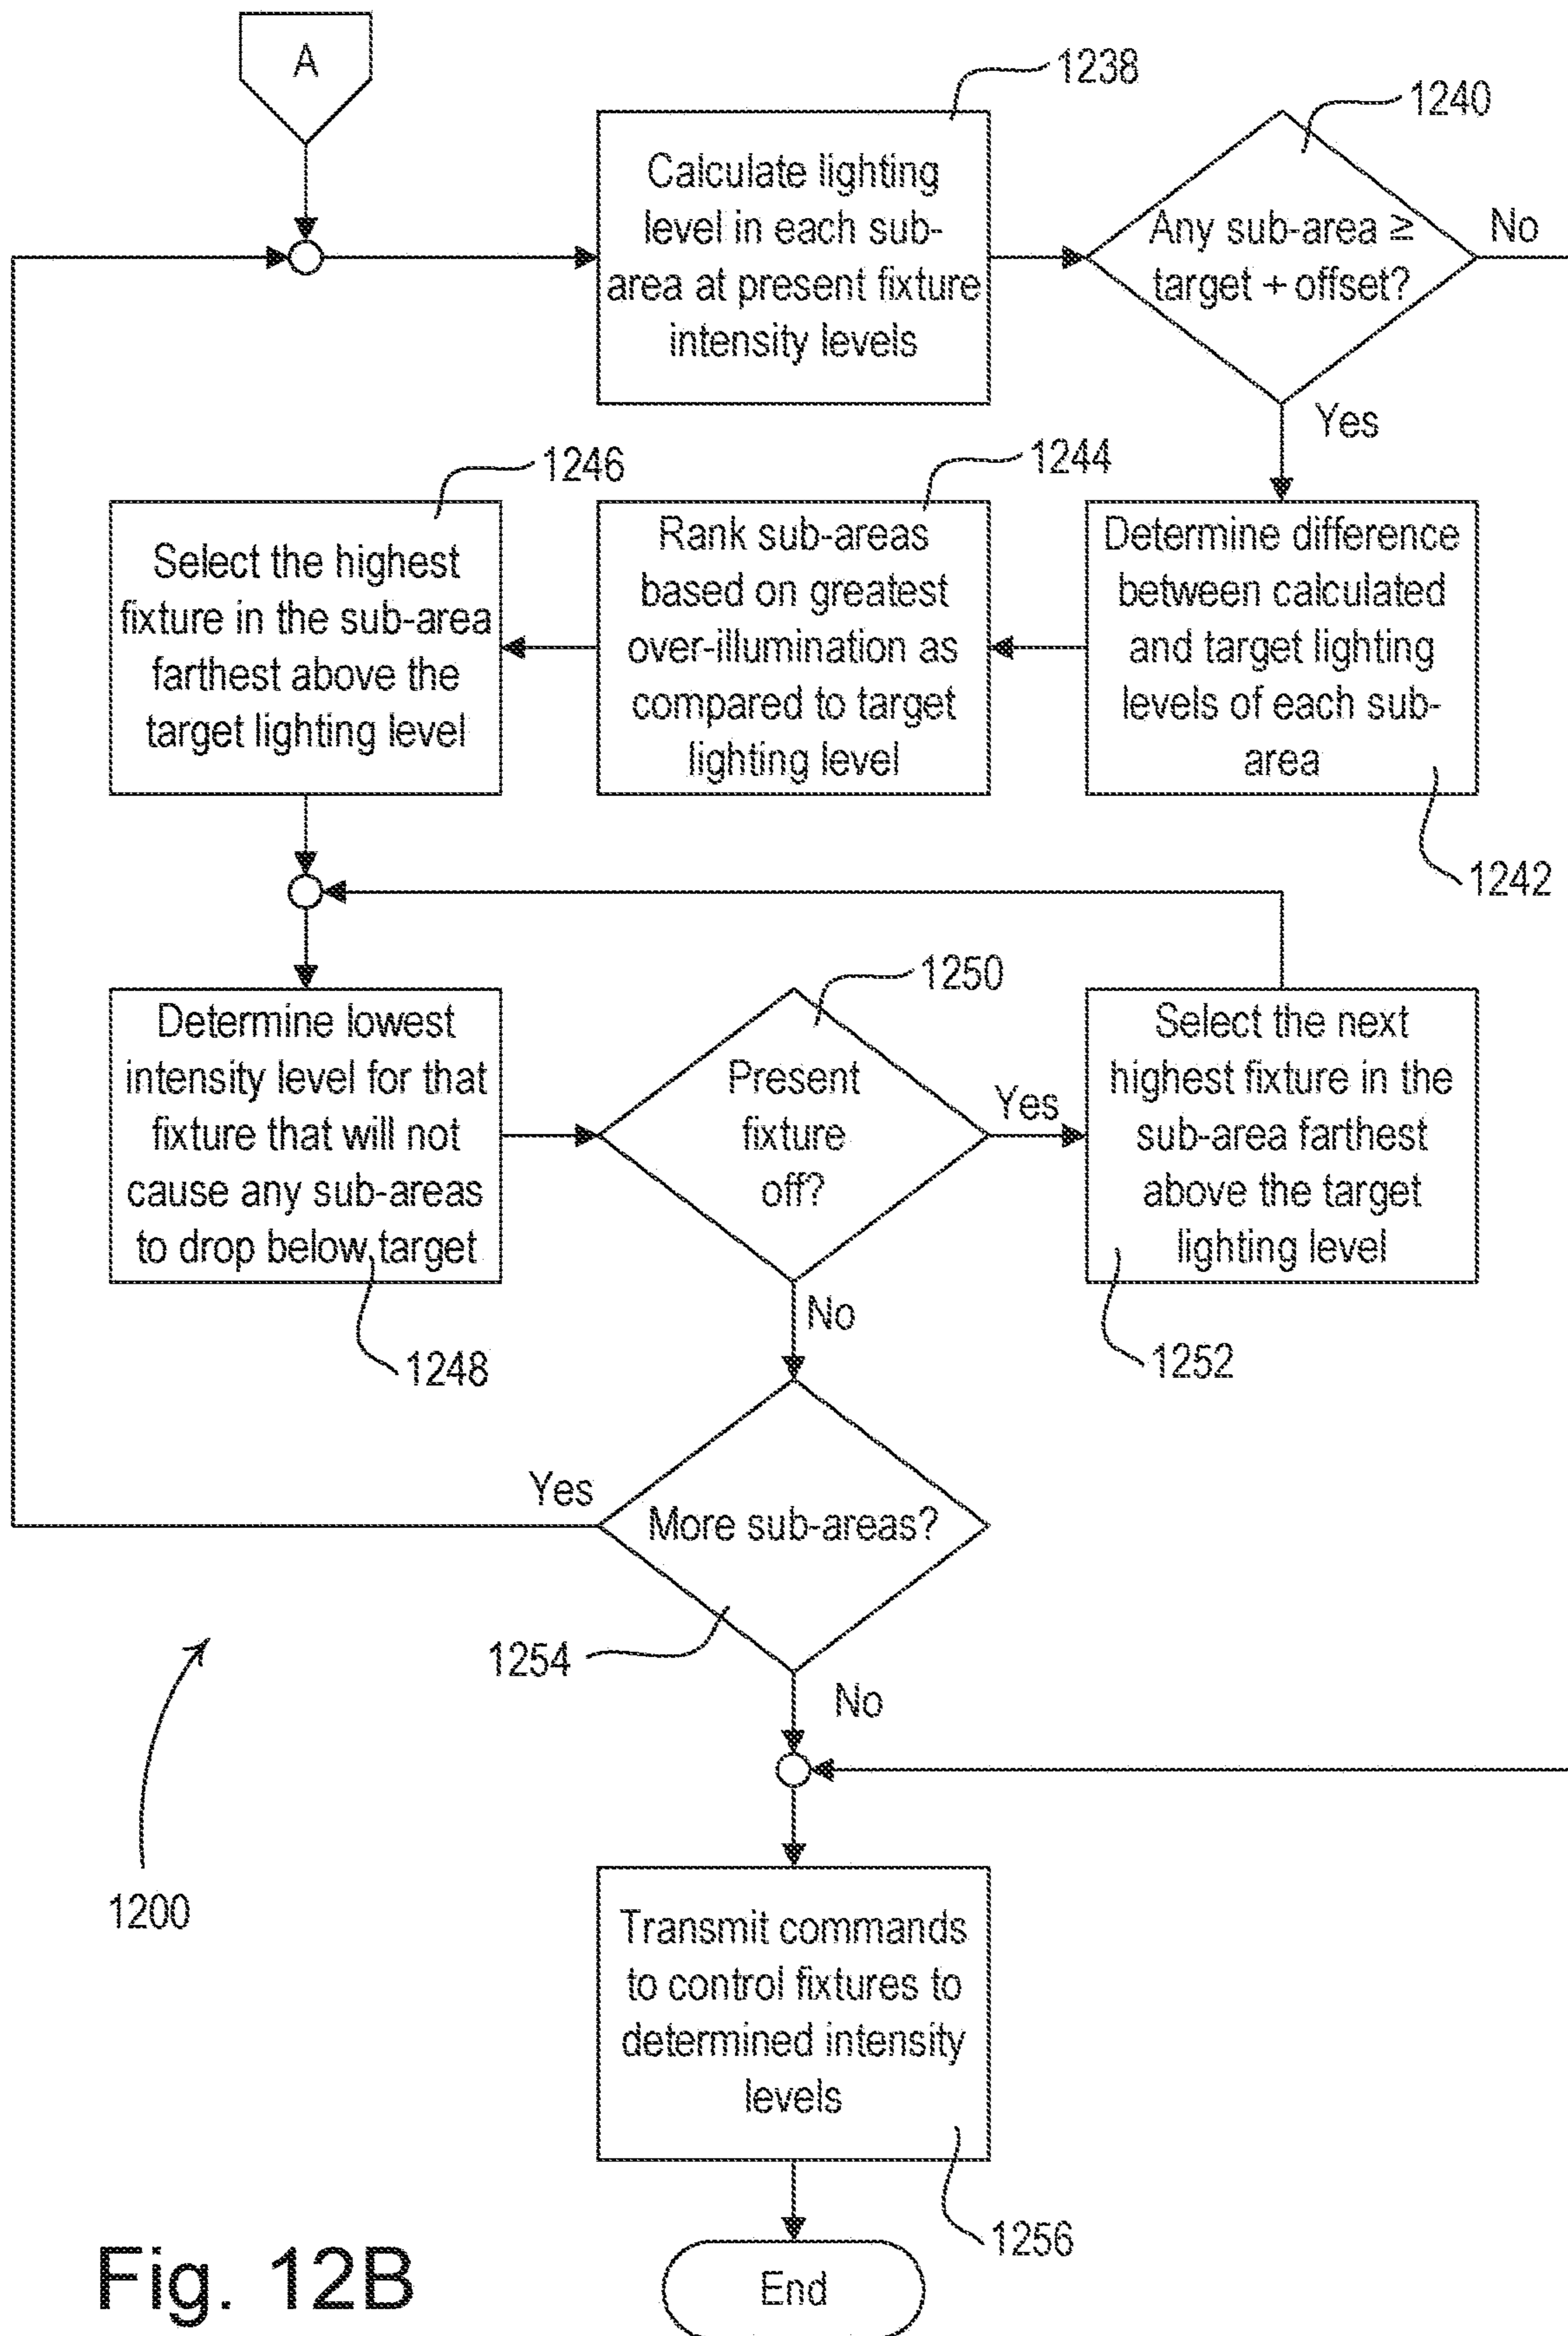 A
1238
Calculate lighting
level in each sub-
area at present fixture
intensity levels
1240
Any sub-area ≥
target + offset?
No
Yes
1246
Select the highest
fixture in the sub-area
farthest above the
target lighting level
1244
Rank sub-areas
based on greatest
over-illumination as
compared to target
lighting level
Determine difference
between calculated
and target lighting
levels of each sub-
area
1242
Determine lowest
intensity level for that
fixture that will not
cause any sub-areas
to drop below target
1248
1250
Present
fixture
off?
Yes
No
Select the next
highest fixture in the
sub-area farthest
above the target
lighting level
1252
Yes
More sub-areas?
1254
No
1200
Transmit commands
to control fixtures to
determined intensity
levels
1256
End
Fig. 12B